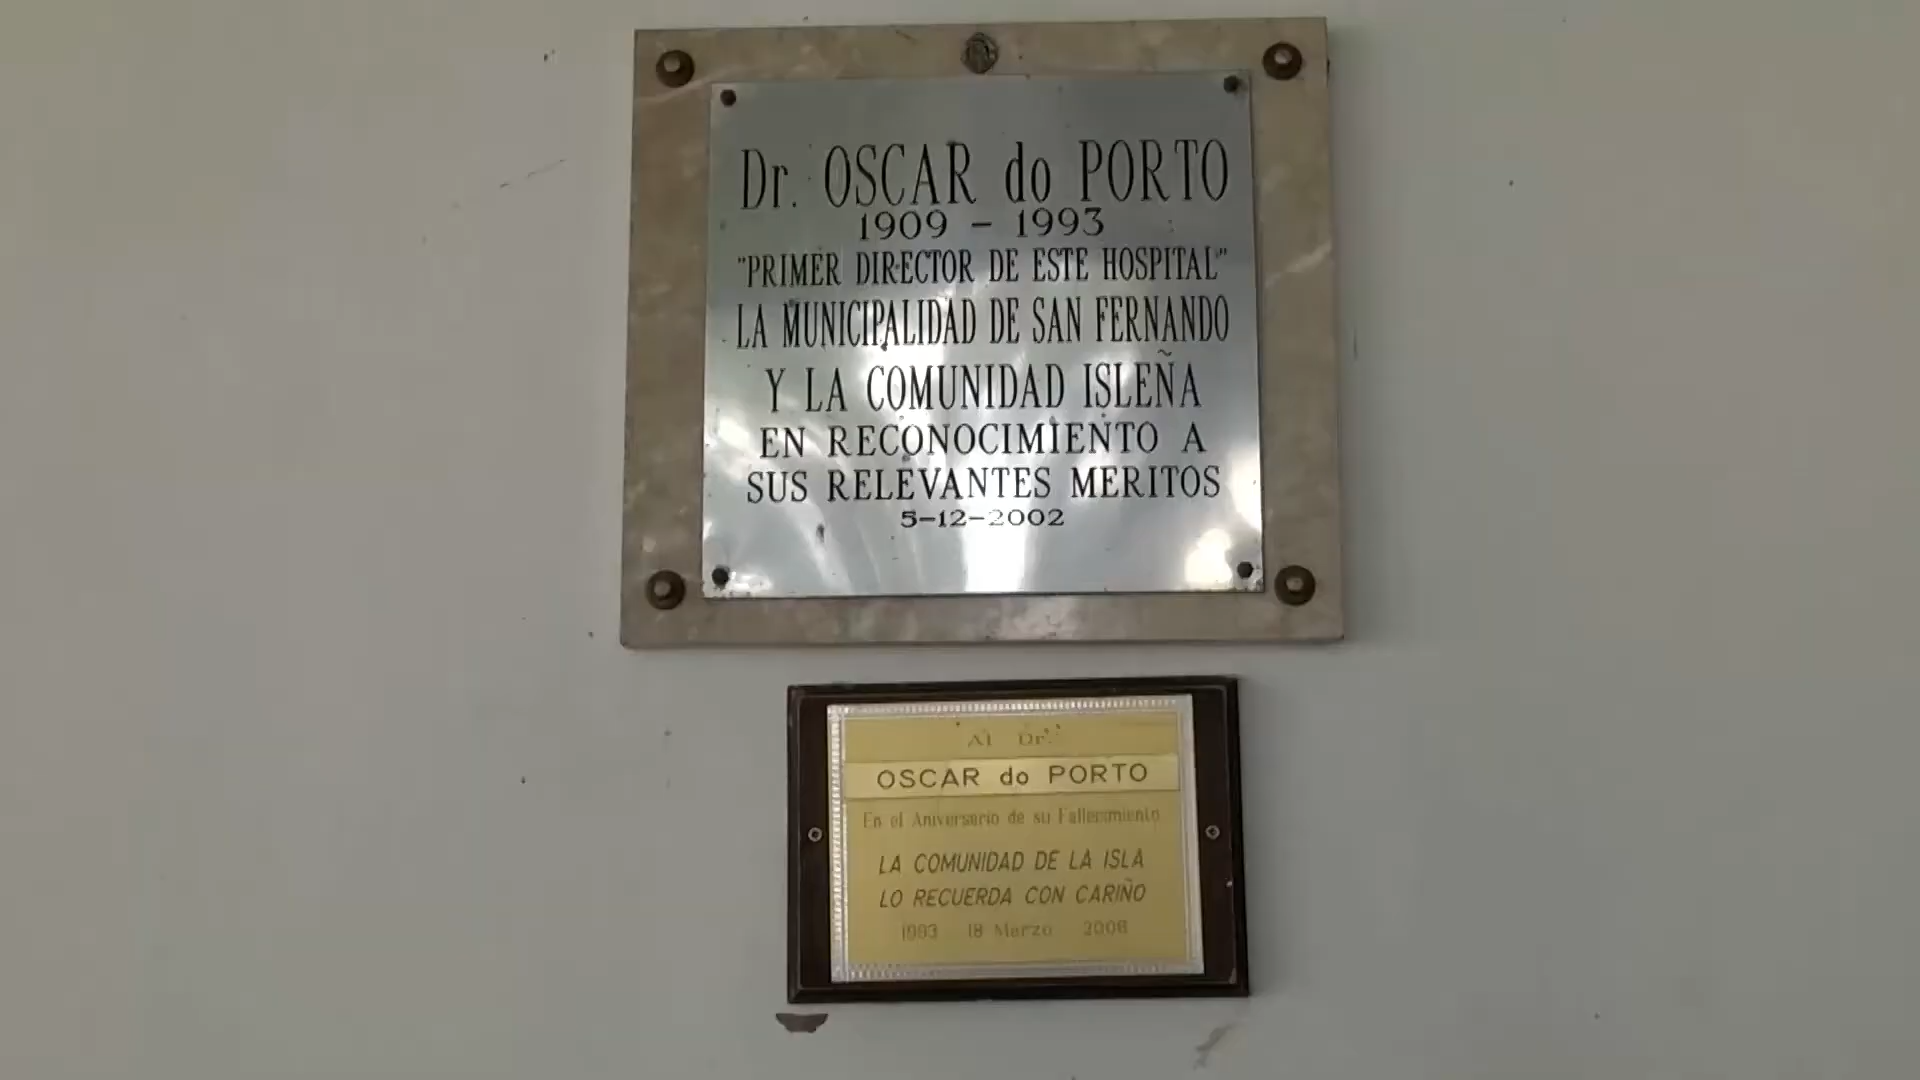 Dr. OSCAR do PORTO
1909 - 1993
"PRIMER DIRECTOR DE ESTE HOSPITAL"
LA MUNICIPALIDAD DE SAN FERNANDO
Y LA COMUNIDAD ISLEÑA
EN RECONOCIMIENTO A
SUS RELEVANTES MERITOS
5-12-2002
Al Dr.
OSCAR do PORTO
En el Aniversario de su Fallecimiento
LA COMUNIDAD DE LA ISLA
LO RECUERDA CON CARIÑO
1993 18 Marzo